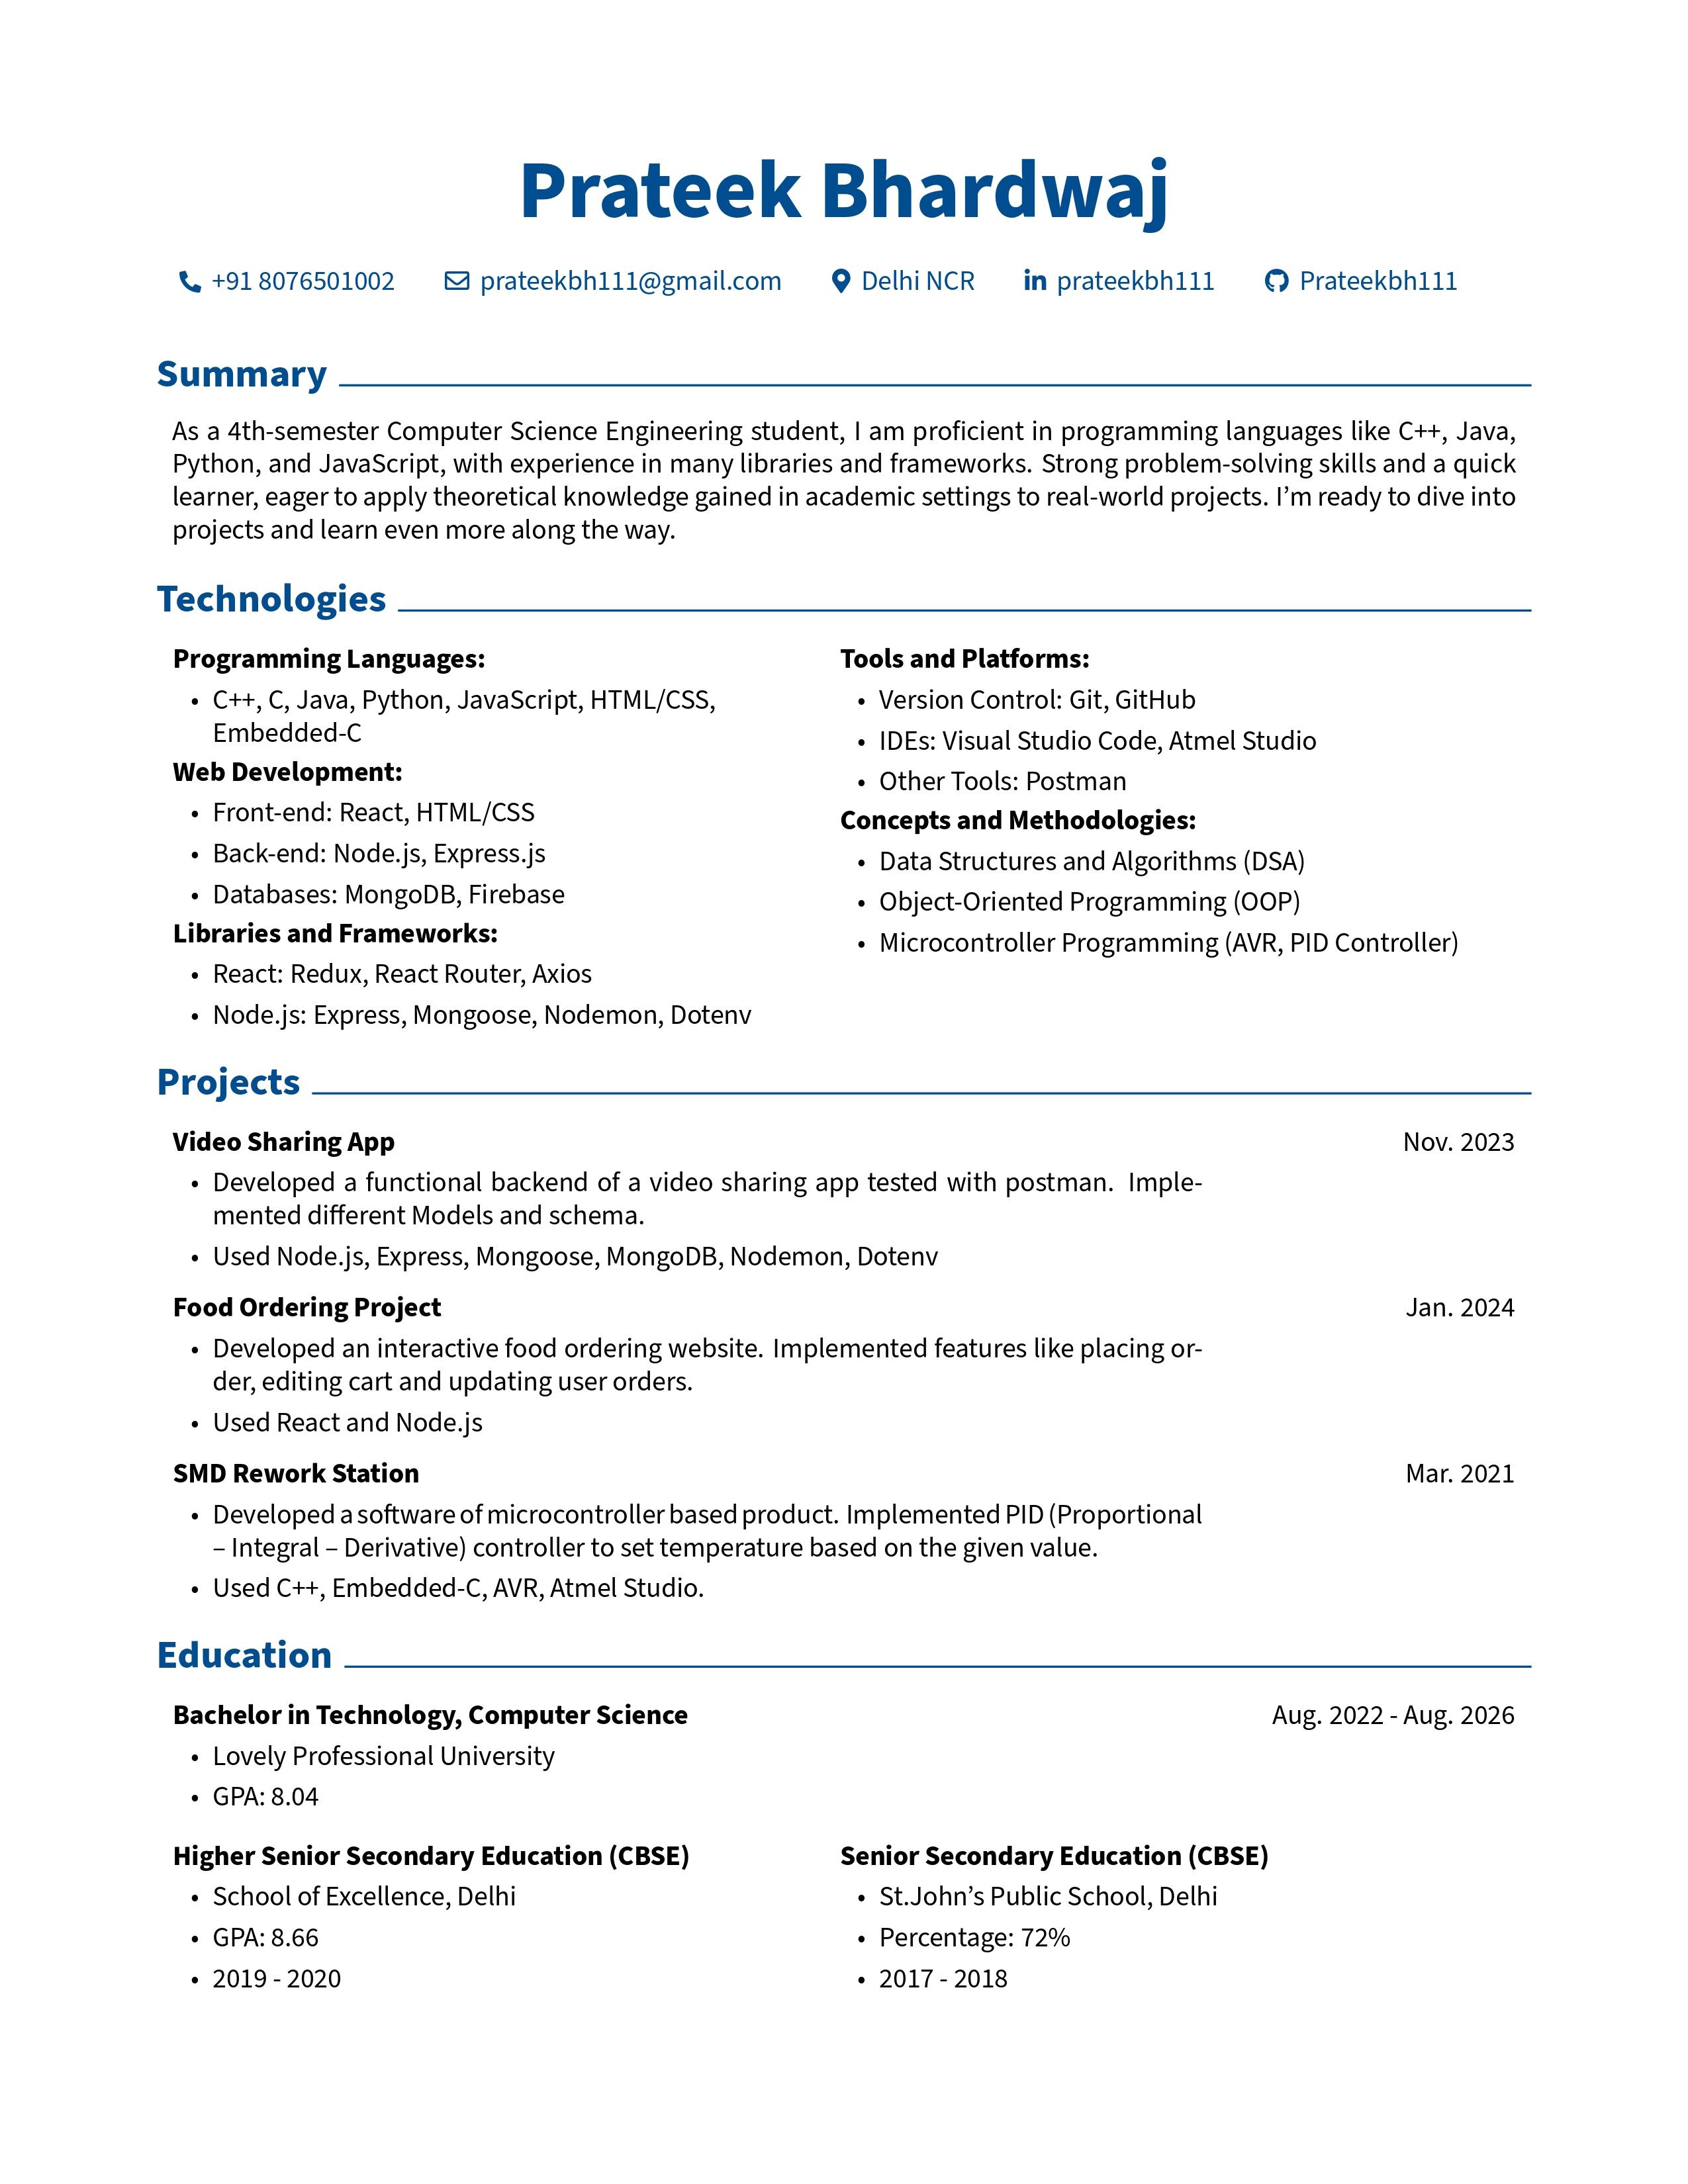 Prateek Bhardwaj
+91 8076501002 prateekbh111@gmail.com Delhi NCR prateekbh111 Prateekbh111
Summary
As a 4th-semester Computer Science Engineering student, I am proficient in programming languages like C++, Java,
Python, and JavaScript, with experience in many libraries and frameworks. Strong problem-solving skills and a quick
learner, eager to apply theoretical knowledge gained in academic settings to real-world projects. I’m ready to dive into
projects and learn even more along the way.
Technologies
Programming Languages:
• C++, C, Java, Python, JavaScript, HTML/CSS,
Embedded-C
Web Development:
• Front-end: React, HTML/CSS
• Back-end: Node.js, Express.js
• Databases: MongoDB, Firebase
Libraries and Frameworks:
• React: Redux, React Router, Axios
• Node.js: Express, Mongoose, Nodemon, Dotenv
Tools and Platforms:
• Version Control: Git, GitHub
• IDEs: Visual Studio Code, Atmel Studio
• Other Tools: Postman
Concepts and Methodologies:
• Data Structures and Algorithms (DSA)
• Object-Oriented Programming (OOP)
• Microcontroller Programming (AVR, PID Controller)
Projects
Video Sharing App Nov. 2023
• Developed a functional backend of a video sharing app tested with postman. Imple-
mented different Models and schema.
• Used Node.js, Express, Mongoose, MongoDB, Nodemon, Dotenv
Food Ordering Project Jan. 2024
• Developed an interactive food ordering website. Implemented features like placing or-
der, editing cart and updating user orders.
• Used React and Node.js
SMD Rework Station Mar. 2021
• Developed a software of microcontroller based product. Implemented PID (Proportional
– Integral – Derivative) controller to set temperature based on the given value.
• Used C++, Embedded-C, AVR, Atmel Studio.
Education
Bachelor in Technology, Computer Science Aug. 2022 - Aug. 2026
• Lovely Professional University
• GPA: 8.04
Higher Senior Secondary Education (CBSE)
• School of Excellence, Delhi
• GPA: 8.66
• 2019 - 2020
Senior Secondary Education (CBSE)
• St.John’s Public School, Delhi
• Percentage: 72%
• 2017 - 2018